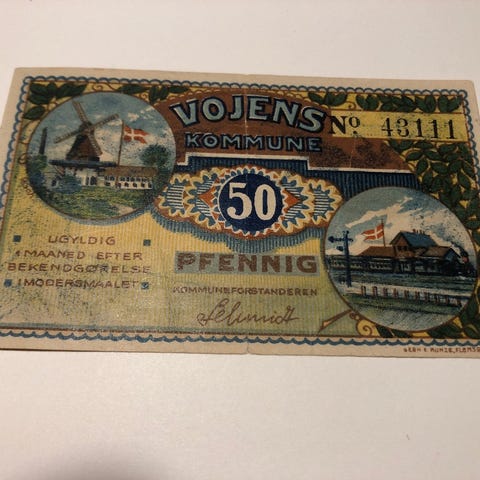 VOJENS
KOMMUNE
Nº 43111
50
PFENNIG
UGYLDIG
1 MAANED EFTER
BEKENDGØRELSE
I MODERSMAALET
KOMMUNEFORSTANDEREN
Schmidt